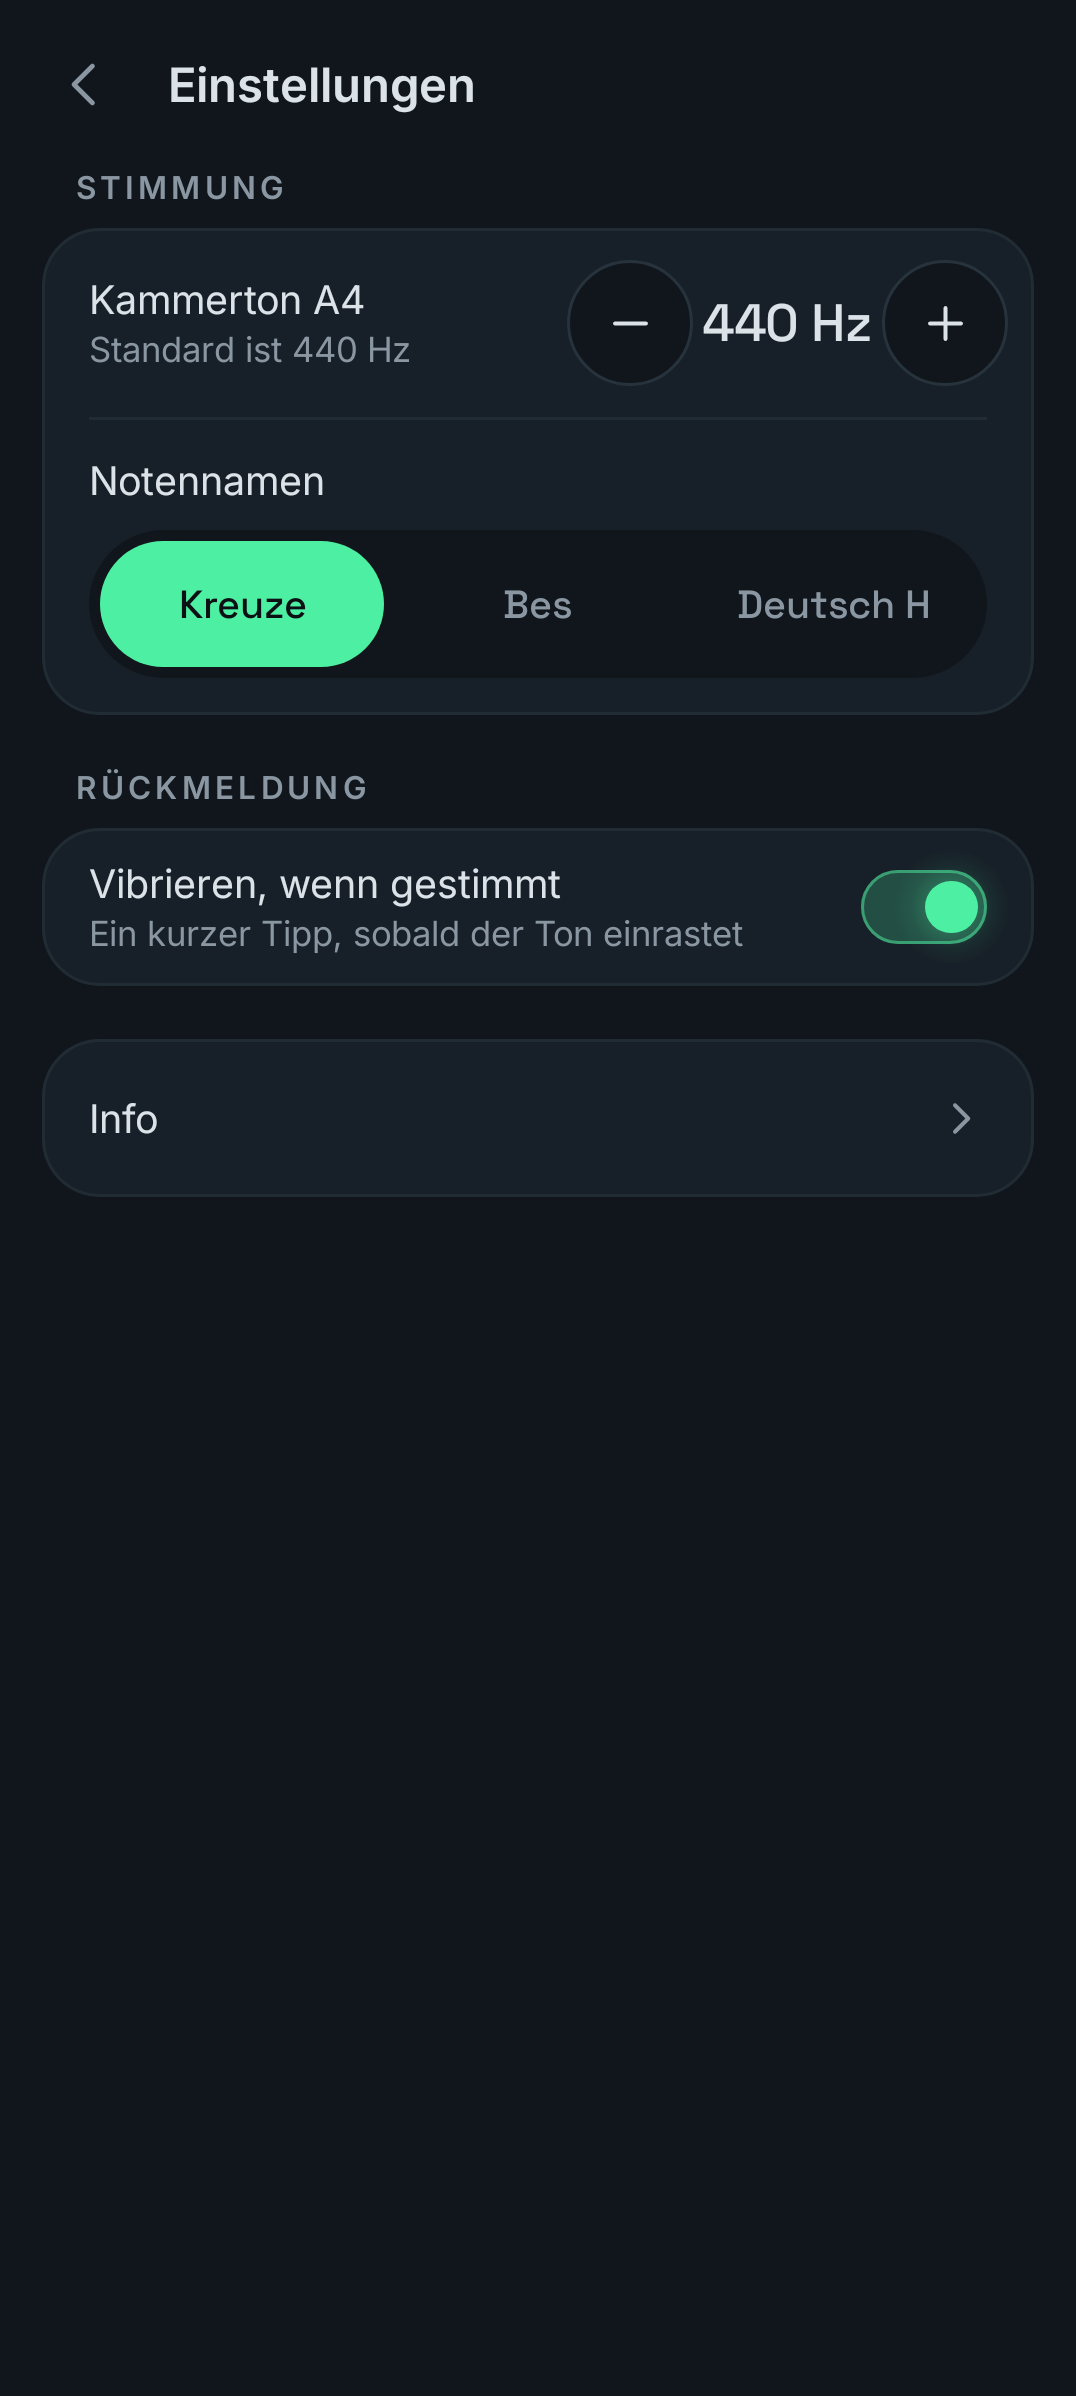 Einstellungen
STIMMUNG
Kammerton A4
Standard ist 440 Hz
440 Hz
Notennamen
Kreuze
Bes
Deutsch H
RÜCKMELDUNG
Vibrieren, wenn gestimmt
Ein kurzer Tipp, sobald der Ton einrastet
Info